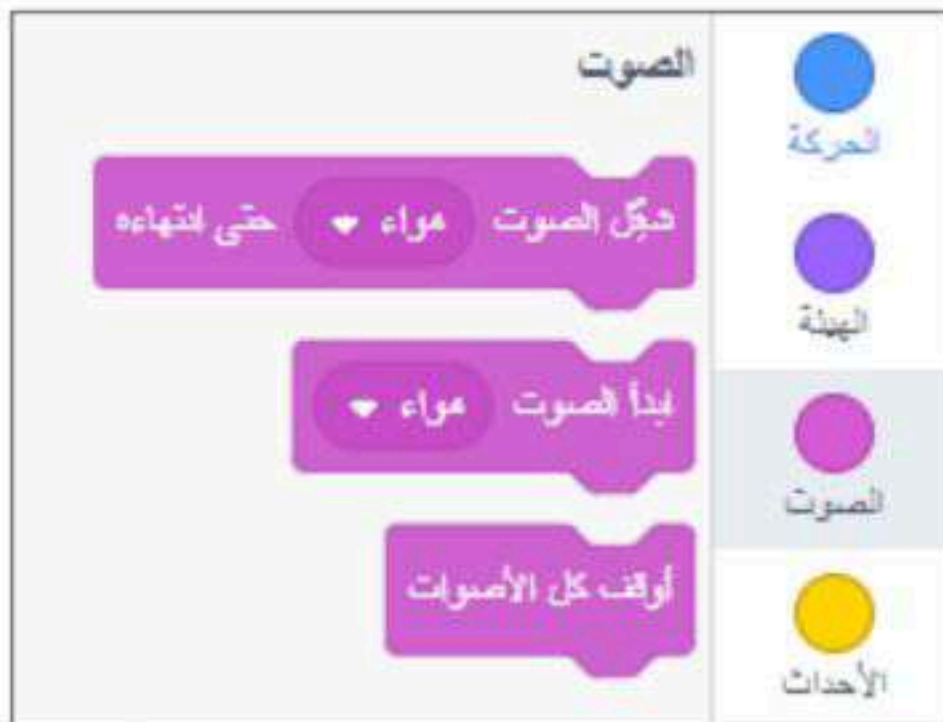 الصوت
شغِّل الصوت مواء حتى انتهاءه
ابدأ الصوت مواء
أوقف كل الأصوات
الحركة
الهيئة
الصوت
الأحداث